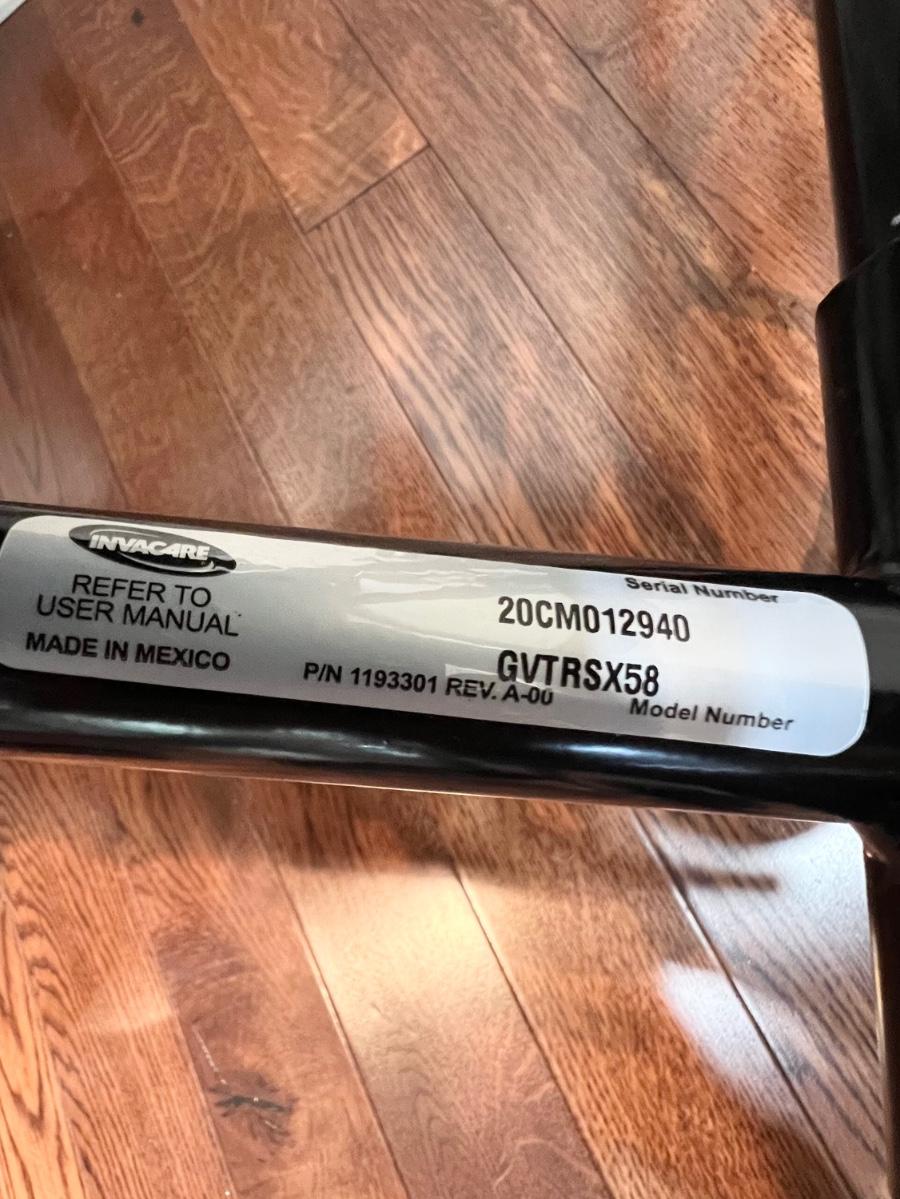 INVACARE
REFER TO
USER MANUAL
MADE IN MEXICO
P/N 1193301 REV. A-00
Serial Number
20CM012940
GVTRSX58
Model Number